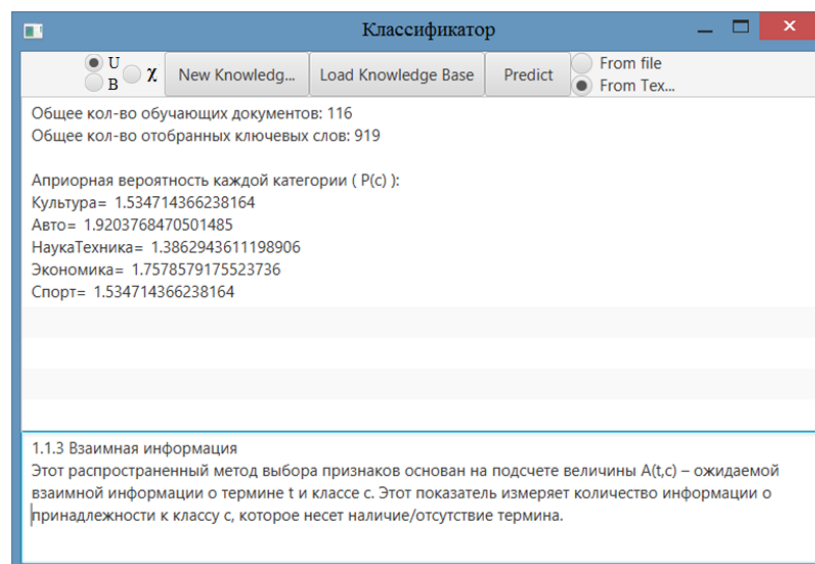 Классификатор
U
B
χ
New Knowledg...
Load Knowledge Base
Predict
From file
From Tex...
Общее кол-во обучающих документов: 116
Общее кол-во отобранных ключевых слов: 919
Априорная вероятность каждой категории ( P(c) ):
Культура= 1.534714366238164
Авто= 1.9203768470501485
НаукаТехника= 1.3862943611198906
Экономика= 1.7578579175523736
Спорт= 1.534714366238164
1.1.3 Взаимная информация
Этот распространенный метод выбора признаков основан на подсчете величины A(t,c) – ожидаемой
взаимной информации о термине t и классе c. Этот показатель измеряет количество информации о
принадлежности к классу c, которое несет наличие/отсутствие термина.